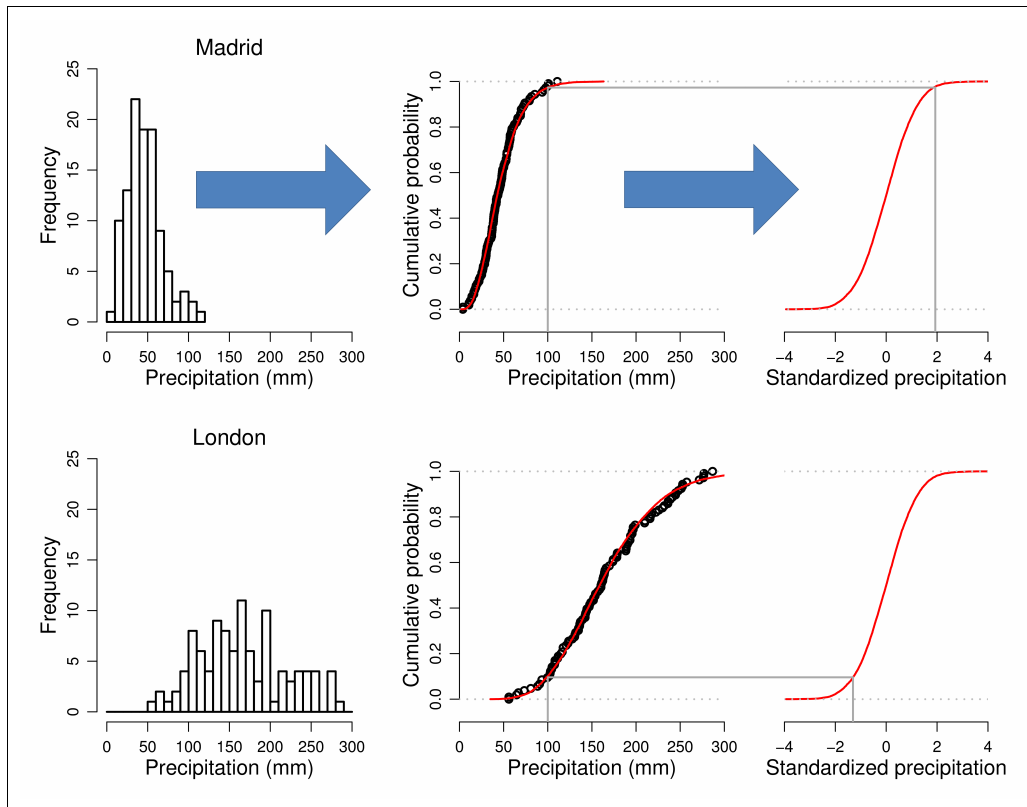 Madrid
Frequency
0 5 10 15 20 25
0 50 100 150 200 250 300
Precipitation (mm)
Cumulative probability
0.0 0.2 0.4 0.6 0.8 1.0
0 50 100 150 200 250 300
Precipitation (mm)
−4 −2 0 2 4
Standardized precipitation
London
Frequency
0 5 10 15 20 25
0 50 100 150 200 250 300
Precipitation (mm)
Cumulative probability
0.0 0.2 0.4 0.6 0.8 1.0
0 50 100 150 200 250 300
Precipitation (mm)
−4 −2 0 2 4
Standardized precipitation